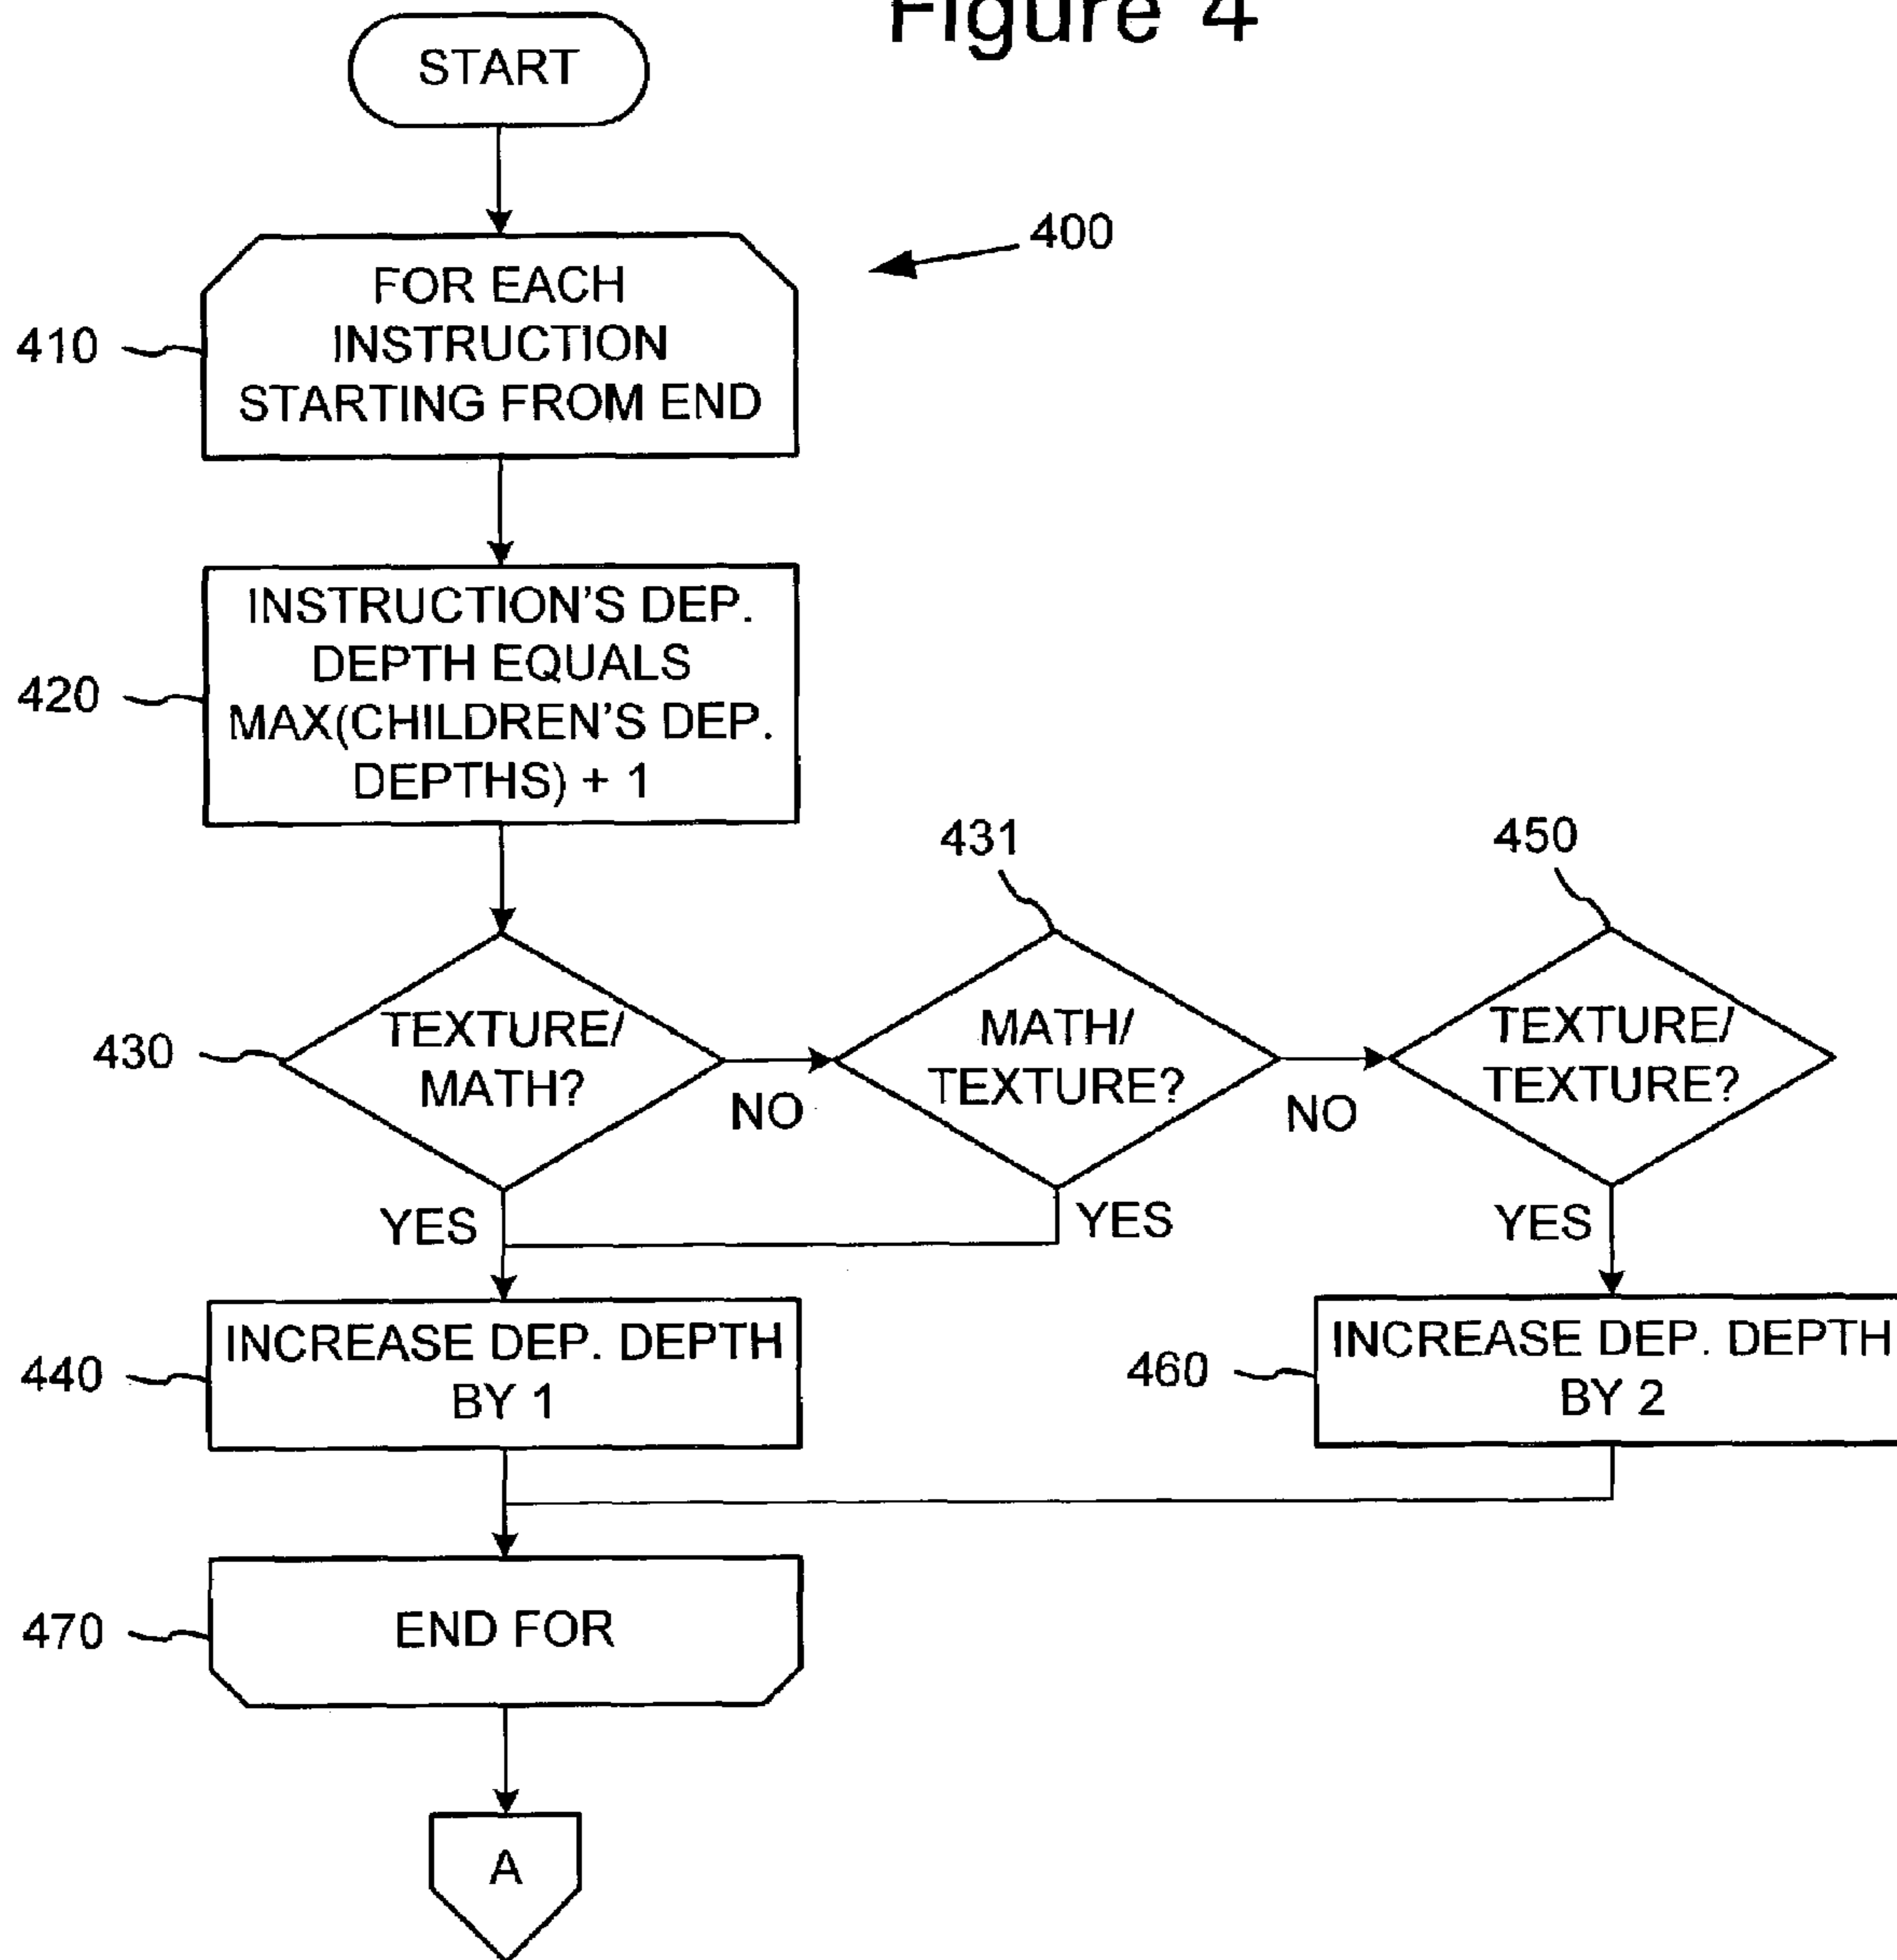 Figure 4
START
400
410
FOR EACH
INSTRUCTION
STARTING FROM END
420
INSTRUCTION'S DEP.
DEPTH EQUALS
MAX(CHILDREN'S DEP.
DEPTHS) + 1
430
TEXTURE/
MATH?
NO
YES
431
MATH/
TEXTURE?
NO
YES
450
TEXTURE/
TEXTURE?
YES
440
INCREASE DEP. DEPTH
BY 1
460
INCREASE DEP. DEPTH
BY 2
470
END FOR
A